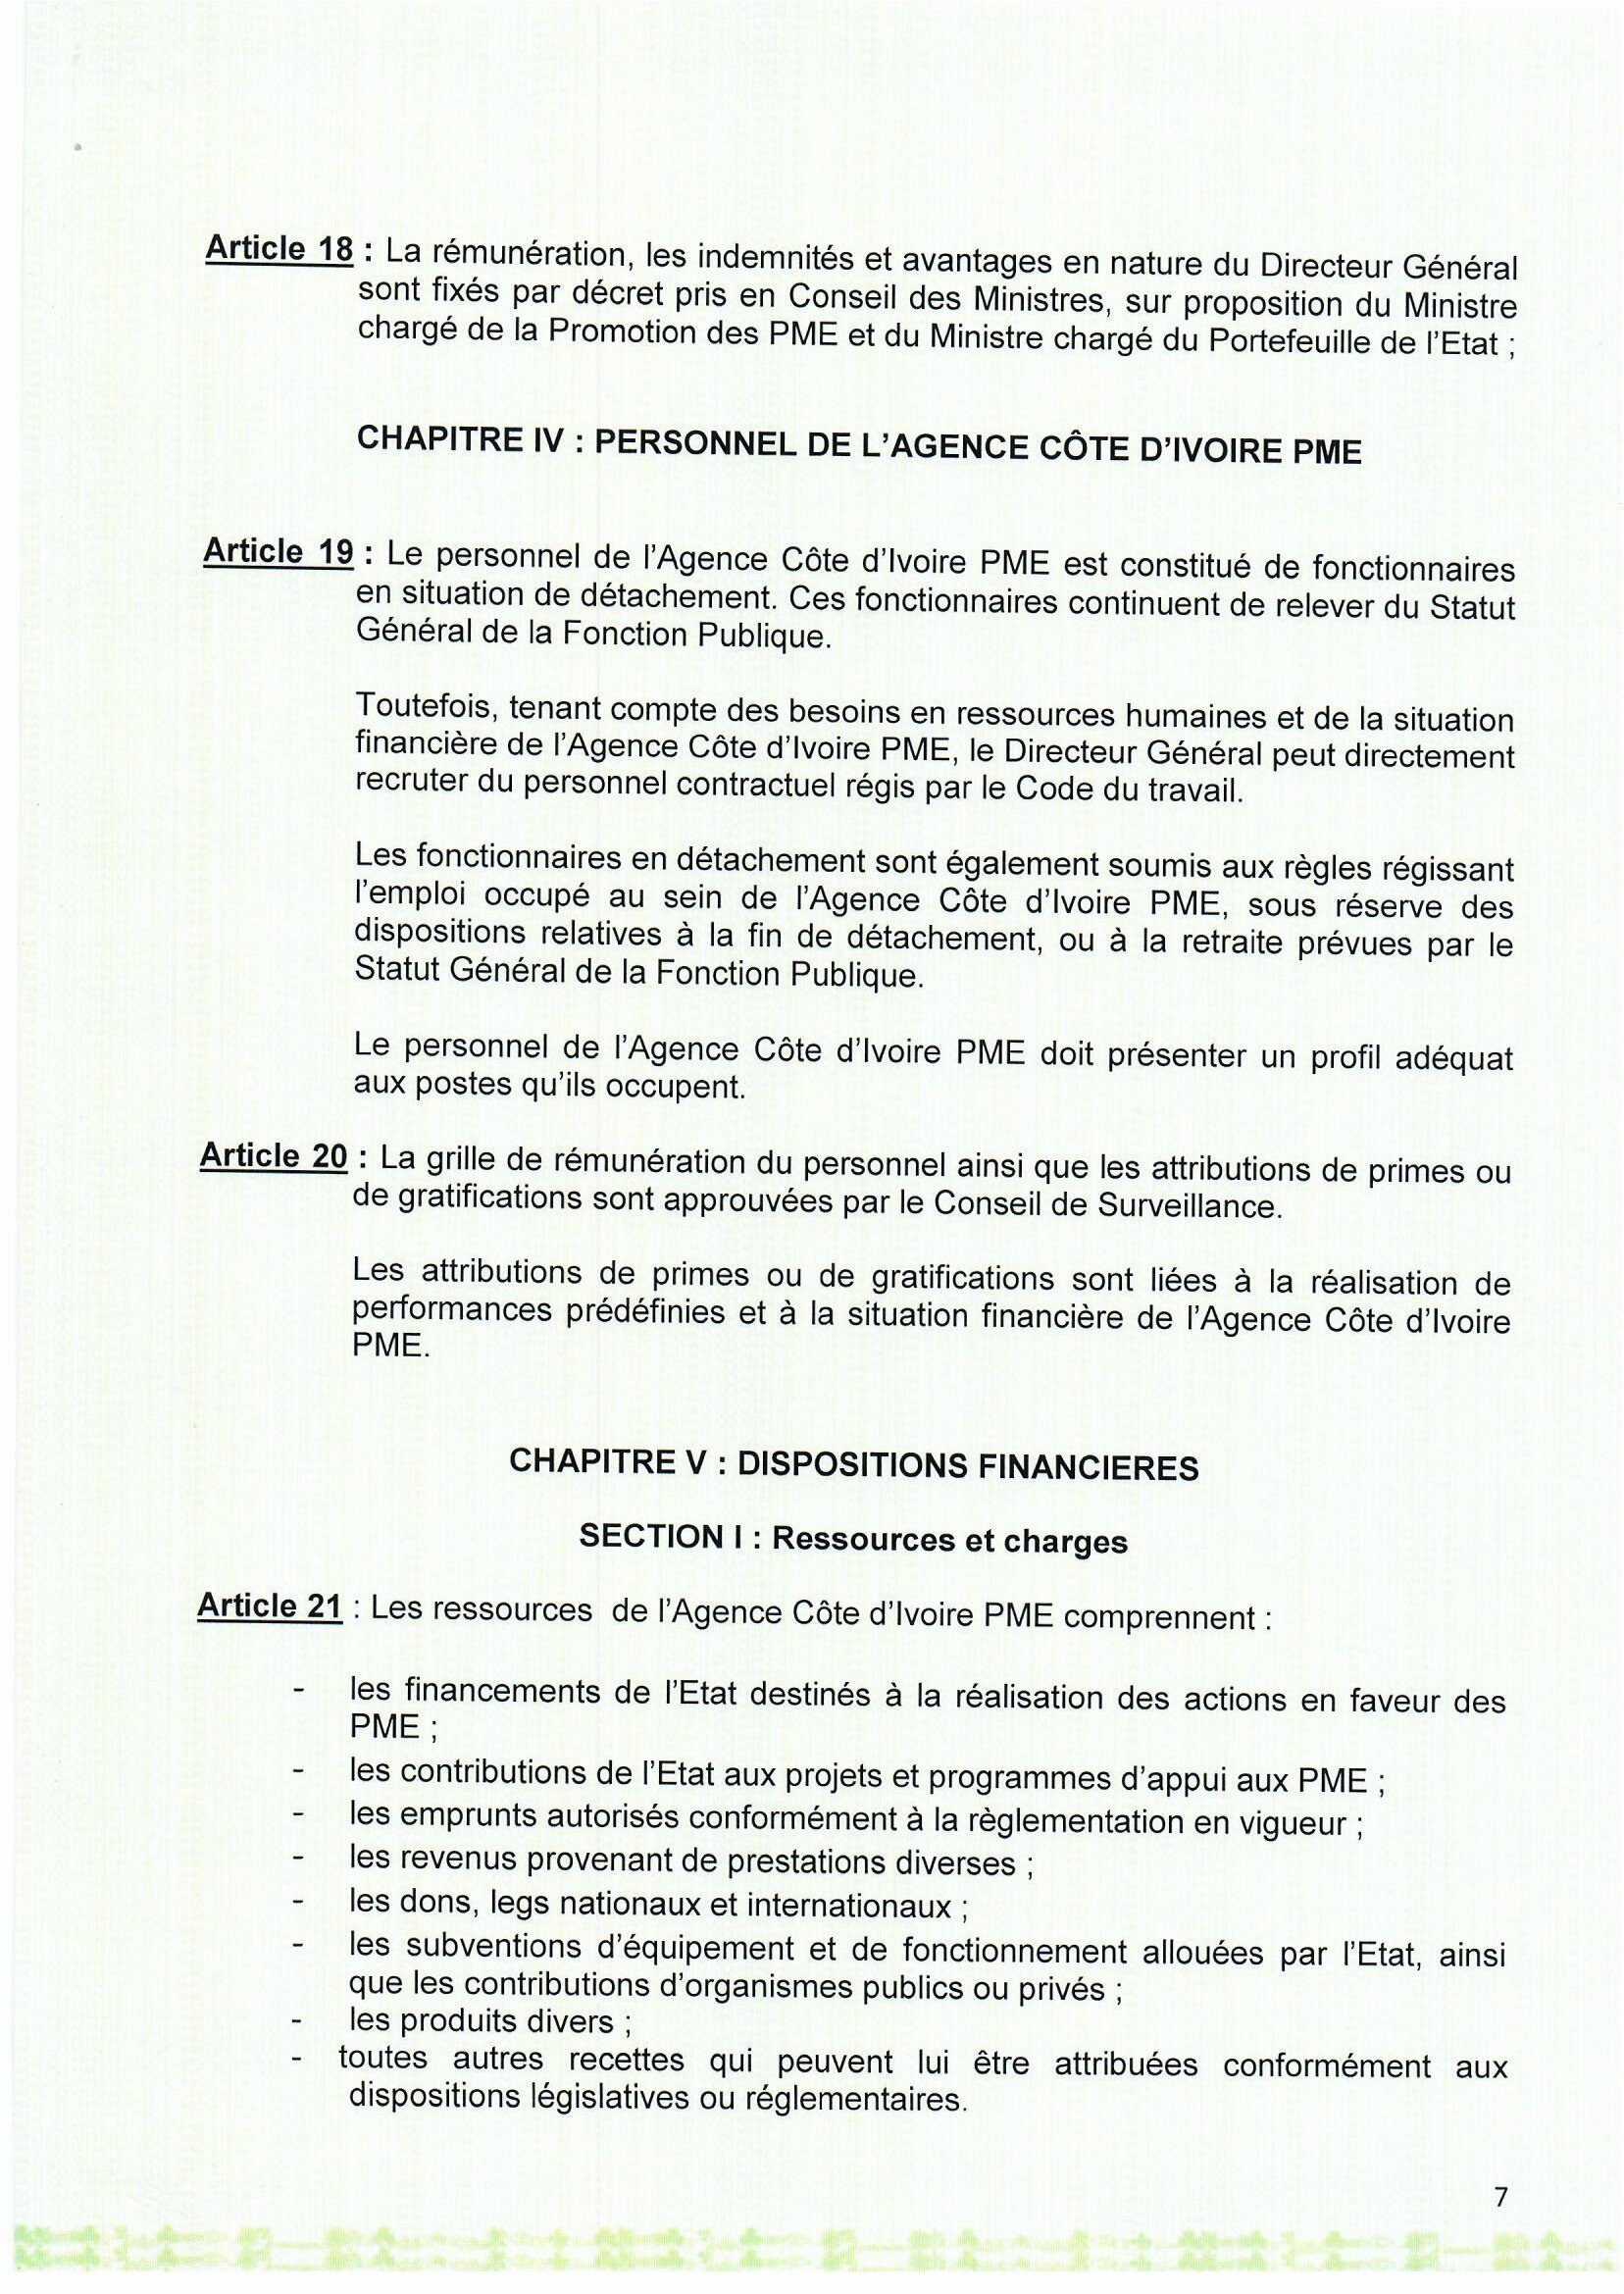 Article 18 : La rémunération, les indemnités et avantages en nature du Directeur Général
sont fixés par décret pris en Conseil des Ministres, sur proposition du Ministre
chargé de la Promotion des PME et du Ministre chargé du Portefeuille de l'Etat ;
CHAPITRE IV : PERSONNEL DE L'AGENCE CÔTE D'IVOIRE PME
Article 19 : Le personnel de l'Agence Côte d'Ivoire PME est constitué de fonctionnaires
en situation de détachement. Ces fonctionnaires continuent de relever du Statut
Général de la Fonction Publique.
Toutefois, tenant compte des besoins en ressources humaines et de la situation
financière de l'Agence Côte d'Ivoire PME, le Directeur Général peut directement
recruter du personnel contractuel régis par le Code du travail.
Les fonctionnaires en détachement sont également soumis aux règles régissant
l'emploi occupé au sein de l'Agence Côte d'Ivoire PME, sous réserve des
dispositions relatives à la fin de détachement, ou à la retraite prévues par le
Statut Général de la Fonction Publique.
Le personnel de l'Agence Côte d'Ivoire PME doit présenter un profil adéquat
aux postes qu'ils occupent.
Article 20 : La grille de rémunération du personnel ainsi que les attributions de primes ou
de gratifications sont approuvées par le Conseil de Surveillance.
Les attributions de primes ou de gratifications sont liées à la réalisation de
performances prédéfinies et à la situation financière de l'Agence Côte d'Ivoire
PME.
CHAPITRE V : DISPOSITIONS FINANCIERES
SECTION I : Ressources et charges
Article 21 : Les ressources de l'Agence Côte d'Ivoire PME comprennent :
- les financements de l'Etat destinés à la réalisation des actions en faveur des
PME ;
- les contributions de l'Etat aux projets et programmes d'appui aux PME ;
- les emprunts autorisés conformément à la règlementation en vigueur ;
- les revenus provenant de prestations diverses ;
- les dons, legs nationaux et internationaux ;
- les subventions d'équipement et de fonctionnement allouées par l'Etat, ainsi
que les contributions d'organismes publics ou privés ;
- les produits divers ;
- toutes autres recettes qui peuvent lui être attribuées conformément aux
dispositions législatives ou réglementaires.
7